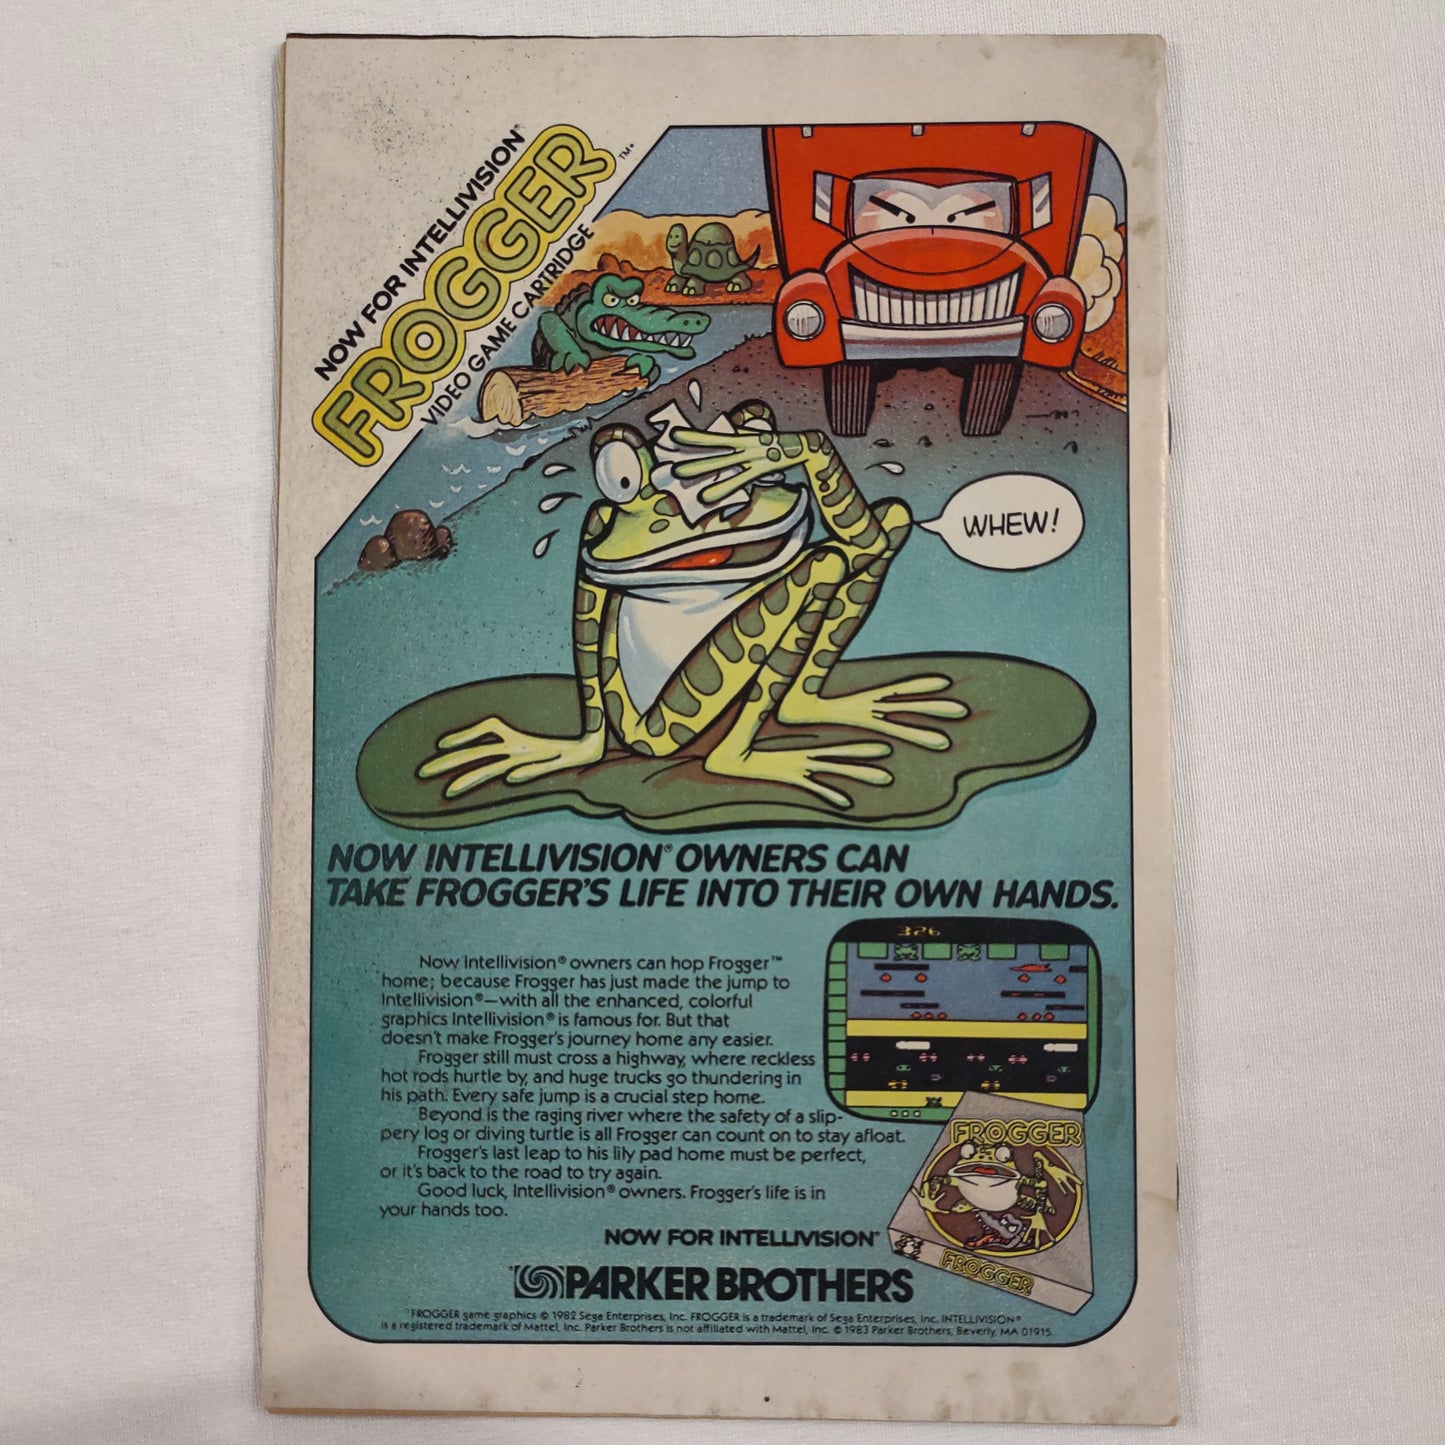 NOW FOR INTELLIVISION®
FROGGER™
VIDEO GAME CARTRIDGE
WHEW!
NOW INTELLIVISION® OWNERS CAN
TAKE FROGGER'S LIFE INTO THEIR OWN HANDS.
326
Now Intellivision® owners can hop Frogger™
home; because Frogger has just made the jump to
Intellivision®—with all the enhanced, colorful
graphics Intellivision® is famous for. But that
doesn't make Frogger's journey home any easier.
Frogger still must cross a highway, where reckless
hot rods hurtle by, and huge trucks go thundering in
his path. Every safe jump is a crucial step home.
Beyond is the raging river where the safety of a slip-
pery log or diving turtle is all Frogger can count on to stay afloat.
Frogger's last leap to his lily pad home must be perfect,
or it's back to the road to try again.
Good luck, Intellivision® owners. Frogger's life is in
your hands too.
FROGGER
FROGGER
NOW FOR INTELLIVISION®
PARKER BROTHERS
FROGGER game graphics © 1982 Sega Enterprises, Inc. FROGGER is a trademark of Sega Enterprises, Inc. INTELLIVISION®
is a registered trademark of Mattel, Inc. Parker Brothers is not affiliated with Mattel, Inc. © 1983 Parker Brothers, Beverly, MA 01915.